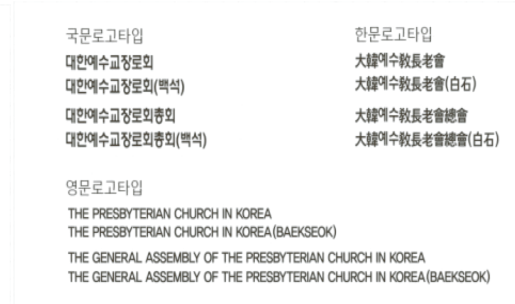 국문로고타입
대한예수교장로회
대한예수교장로회(백석)
대한예수교장로회총회
대한예수교장로회총회(백석)
한문로고타입
大韓예수敎長老會
大韓예수敎長老會(白石)
大韓예수敎長老會總會
大韓예수敎長老會總會(白石)
영문로고타입
THE PRESBYTERIAN CHURCH IN KOREA
THE PRESBYTERIAN CHURCH IN KOREA(BAEKSEOK)
THE GENERAL ASSEMBLY OF THE PRESBYTERIAN CHURCH IN KOREA
THE GENERAL ASSEMBLY OF THE PRESBYTERIAN CHURCH IN KOREA(BAEKSEOK)